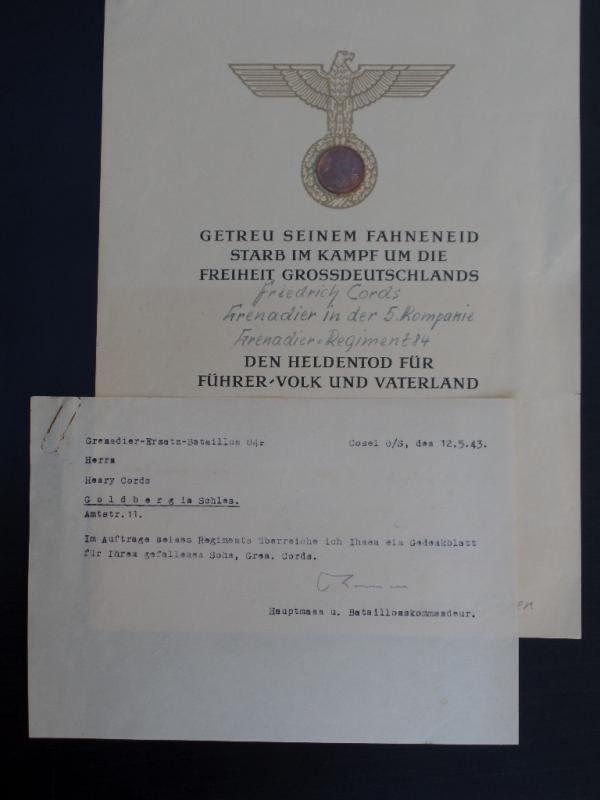 GETREU SEINEM FAHNENEID
STARB IM KAMPF UM DIE
FREIHEIT GROSSDEUTSCHLANDS
Friedrich Cords
Grenadier in der 5. Kompanie
Grenadier-Regiment 84
DEN HELDENTOD FÜR
FÜHRER-VOLK UND VATERLAND
Grenadier-Ersatz-Bataillon 84. Cosel O/S, den 12.5.43.
Herrn
Henry Cords
Goldberg in Schles.
Amtstr.11.
Im Auftrage seines Regiments überreiche ich Ihnen ein Gedenkblatt
für Ihren gefallenen Sohn, Gren. Cords.
Hauptmann u. Bataillonskommandeur.